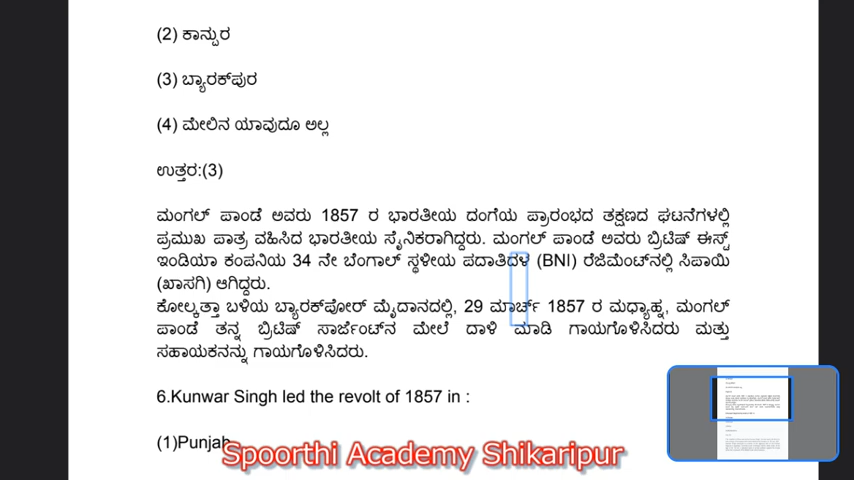 (2) ಕಾನ್ಪುರ
(3) ಬ್ಯಾರಕ್‌ಪುರ
(4) ಮೇಲಿನ ಯಾವುದೂ ಅಲ್ಲ
ಉತ್ತರ:(3)
ಮಂಗಲ್ ಪಾಂಡೆ ಅವರು 1857 ರ ಭಾರತೀಯ ದಂಗೆಯ ಪ್ರಾರಂಭದ ತಕ್ಷಣದ ಘಟನೆಗಳಲ್ಲಿ
ಪ್ರಮುಖ ಪಾತ್ರ ವಹಿಸಿದ ಭಾರತೀಯ ಸೈನಿಕರಾಗಿದ್ದರು. ಮಂಗಲ್ ಪಾಂಡೆ ಅವರು ಬ್ರಿಟಿಷ್ ಈಸ್ಟ್
ಇಂಡಿಯಾ ಕಂಪನಿಯ 34 ನೇ ಬೆಂಗಾಲ್ ಸ್ಥಳೀಯ ಪದಾತಿದಳ (BNI) ರೆಜಿಮೆಂಟ್‌ನಲ್ಲಿ ಸಿಪಾಯಿ
(ಖಾಸಗಿ) ಆಗಿದ್ದರು.
ಕೋಲ್ಕತ್ತಾ ಬಳಿಯ ಬ್ಯಾರಕ್‌ಪೋರ್ ಮೈದಾನದಲ್ಲಿ, 29 ಮಾರ್ಚ್ 1857 ರ ಮಧ್ಯಾಹ್ನ, ಮಂಗಲ್
ಪಾಂಡೆ ತನ್ನ ಬ್ರಿಟಿಷ್ ಸಾರ್ಜೆಂಟ್‌ನ ಮೇಲೆ ದಾಳಿ ಮಾಡಿ ಗಾಯಗೊಳಿಸಿದರು ಮತ್ತು
ಸಹಾಯಕನನ್ನು ಗಾಯಗೊಳಿಸಿದರು.
6.Kunwar Singh led the revolt of 1857 in :
(1)Punjab
Spoorthi Academy Shikaripur